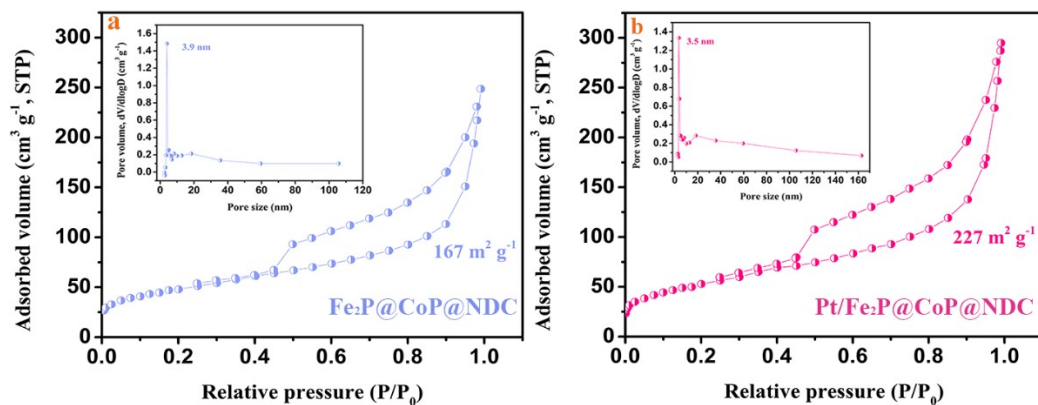 a
Adsorbed volume (cm³ g⁻¹, STP)
300
250
200
150
100
50
0
0.0 0.2 0.4 0.6 0.8 1.0
Relative pressure (P/P₀)
167 m² g⁻¹
Fe₂P@CoP@NDC
Pore volume, dV/dlogD (cm³ g⁻¹)
1.6
1.4
1.2
1.0
0.8
0.6
0.4
0.2
0.0
3.9 nm
0 20 40 60 80 100 120
Pore size (nm)
b
Adsorbed volume (cm³ g⁻¹, STP)
300
250
200
150
100
50
0
0.0 0.2 0.4 0.6 0.8 1.0
Relative pressure (P/P₀)
227 m² g⁻¹
Pt/Fe₂P@CoP@NDC
Pore volume, dV/dlogD (cm³ g⁻¹)
1.4
1.2
1.0
0.8
0.6
0.4
0.2
0.0
3.5 nm
0 20 40 60 80 100 120 140 160
Pore size (nm)